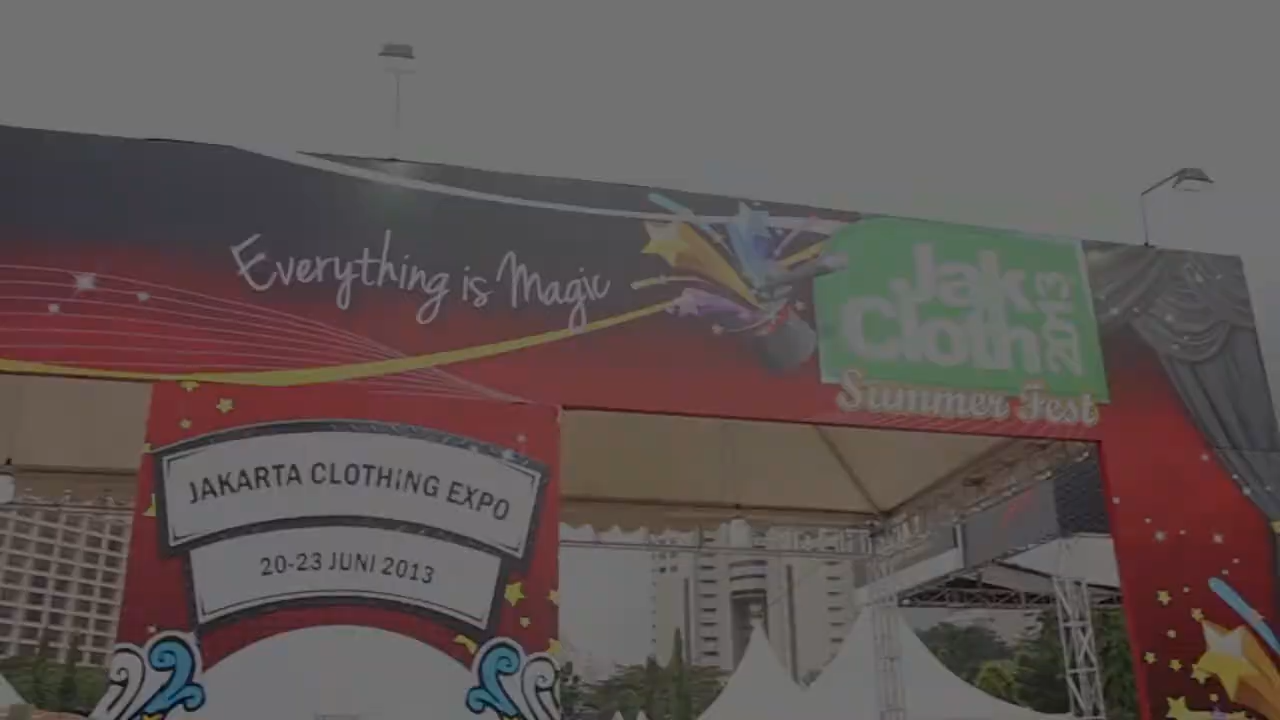 Everything is Magic
Jak
Cloth
2013
Summer Fest
JAKARTA CLOTHING EXPO
20-23 JUNI 2013